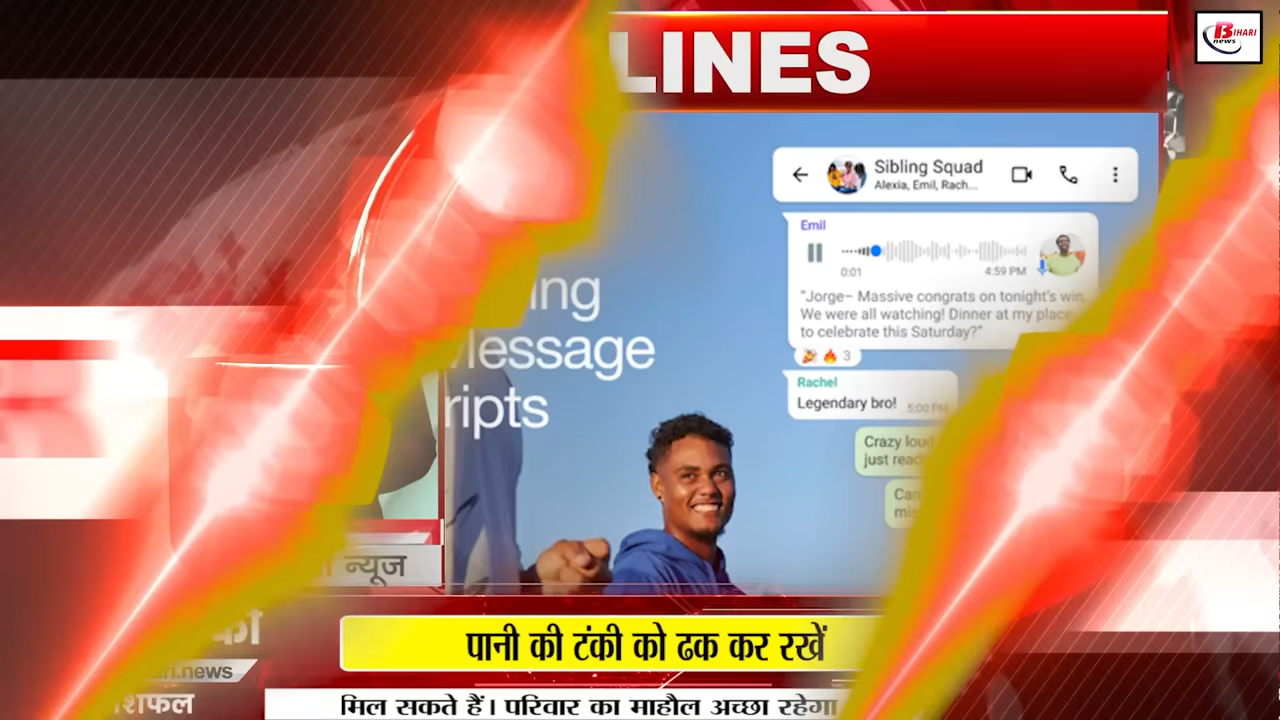 LINES
BIHARI
news
Sibling Squad
Alexia, Emil, Rach...
Emil
0:01
4:59 PM
"Jorge– Massive congrats on tonight's win.
We were all watching! Dinner at my place
to celebrate this Saturday?"
3
Rachel
Legendary bro!
5:00 PM
Crazy loud
just read
ing
essage
ripts
न्यूज
की
ri.news
पानी की टंकी को ढक कर रखें
शिफल
मिल सकते हैं। परिवार का माहौल अच्छा रहेगा